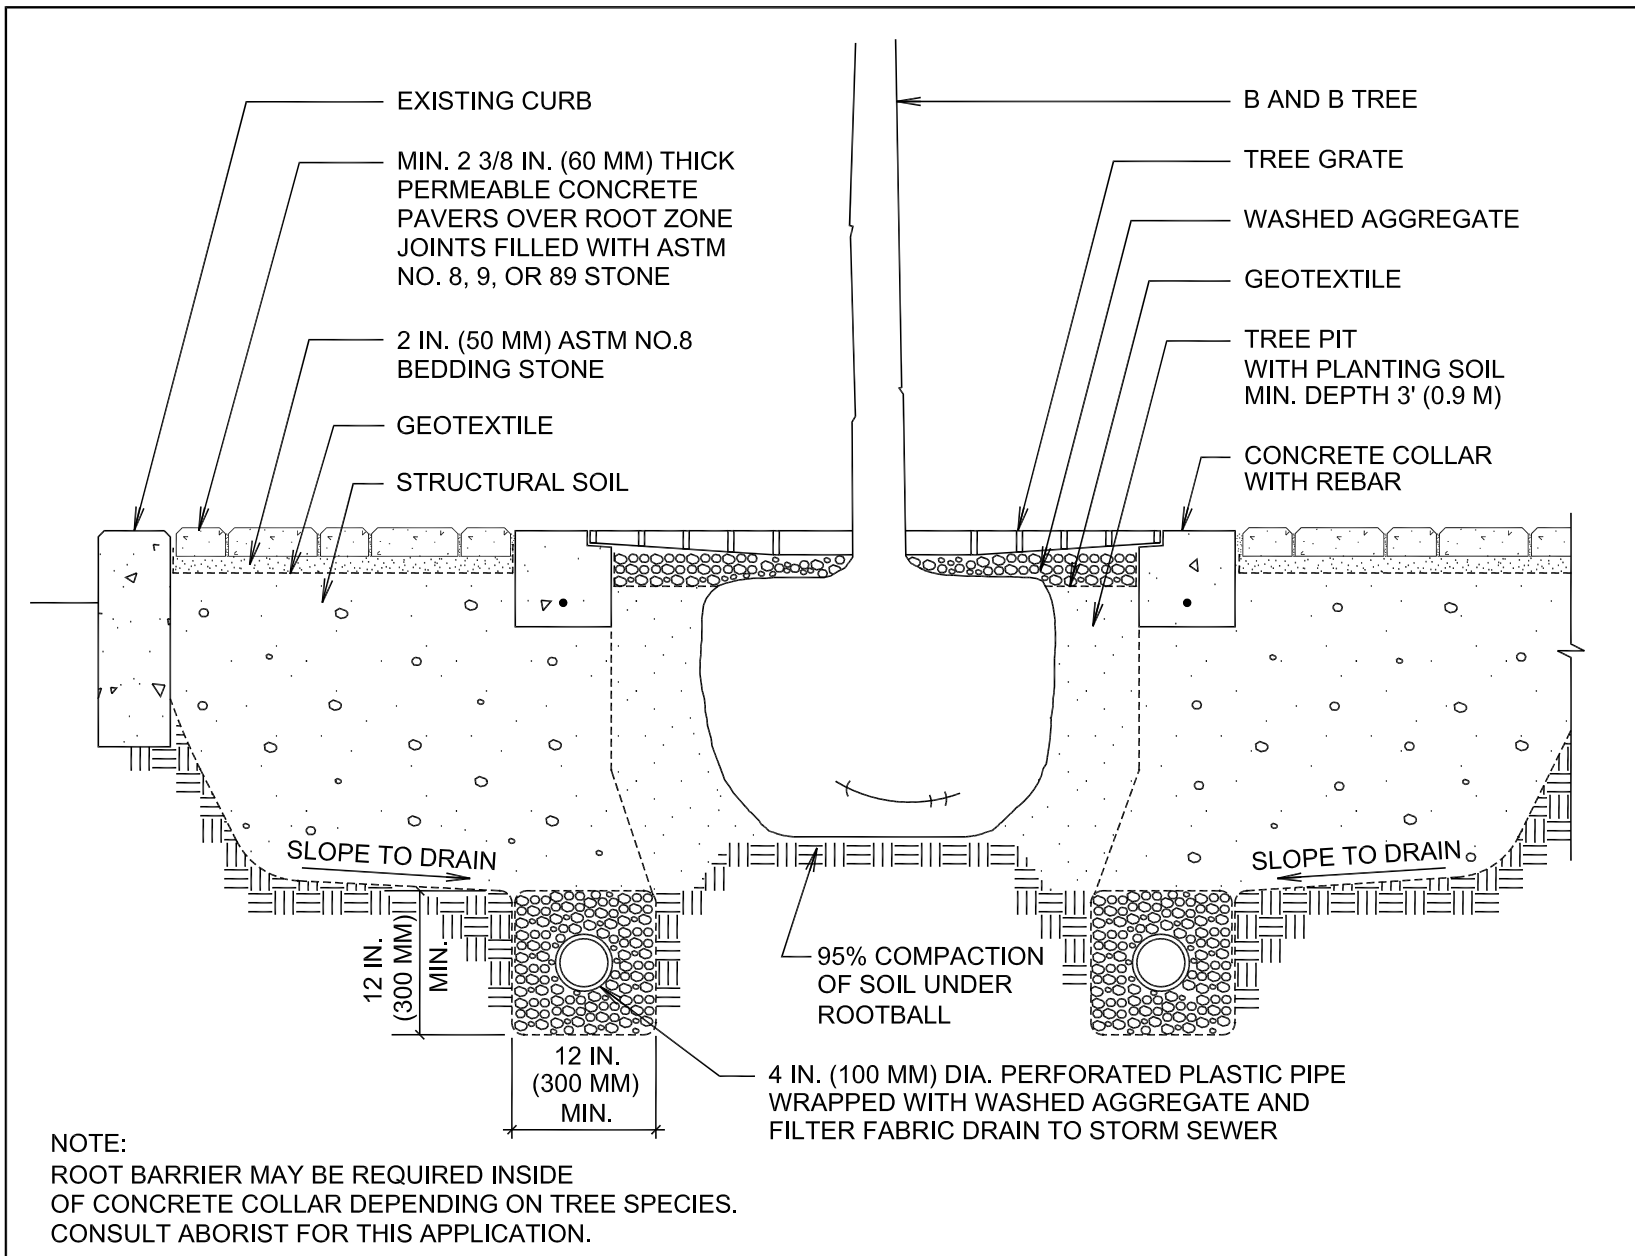 EXISTING CURB
MIN. 2 3/8 IN. (60 MM) THICK
PERMEABLE CONCRETE
PAVERS OVER ROOT ZONE
JOINTS FILLED WITH ASTM
NO. 8, 9, OR 89 STONE
2 IN. (50 MM) ASTM NO.8
BEDDING STONE
GEOTEXTILE
STRUCTURAL SOIL
B AND B TREE
TREE GRATE
WASHED AGGREGATE
GEOTEXTILE
TREE PIT
WITH PLANTING SOIL
MIN. DEPTH 3' (0.9 M)
CONCRETE COLLAR
WITH REBAR
SLOPE TO DRAIN
SLOPE TO DRAIN
12 IN.
(300 MM)
MIN.
12 IN.
(300 MM)
MIN.
95% COMPACTION
OF SOIL UNDER
ROOTBALL
4 IN. (100 MM) DIA. PERFORATED PLASTIC PIPE
WRAPPED WITH WASHED AGGREGATE AND
FILTER FABRIC DRAIN TO STORM SEWER
NOTE:
ROOT BARRIER MAY BE REQUIRED INSIDE
OF CONCRETE COLLAR DEPENDING ON TREE SPECIES.
CONSULT ABORIST FOR THIS APPLICATION.